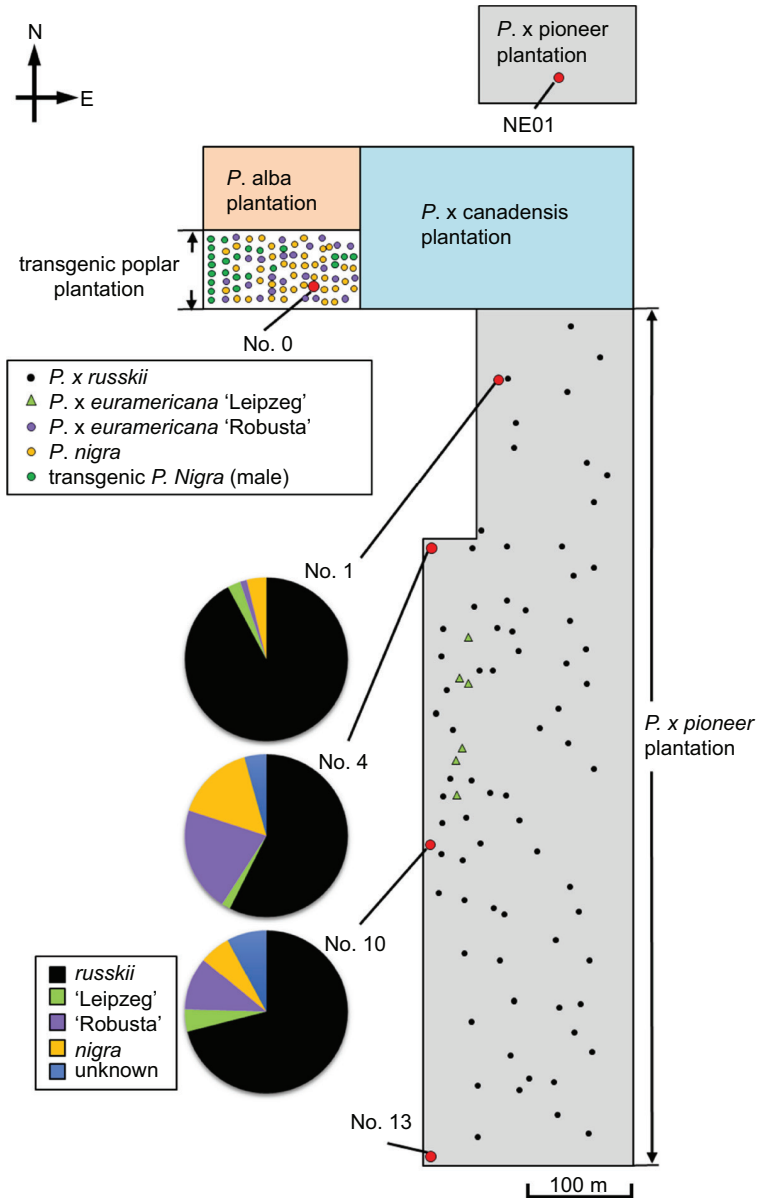 N
E
P. x pioneer
plantation
NE01
P. alba
plantation
P. x canadensis
plantation
transgenic poplar
plantation
No. 0
P. x russkii
P. x euramericana ‘Leipzeg’
P. x euramericana ‘Robusta’
P. nigra
transgenic P. Nigra (male)
No. 1
No. 4
P. x pioneer
plantation
No. 10
russkii
‘Leipzeg’
‘Robusta’
nigra
unknown
No. 13
100 m